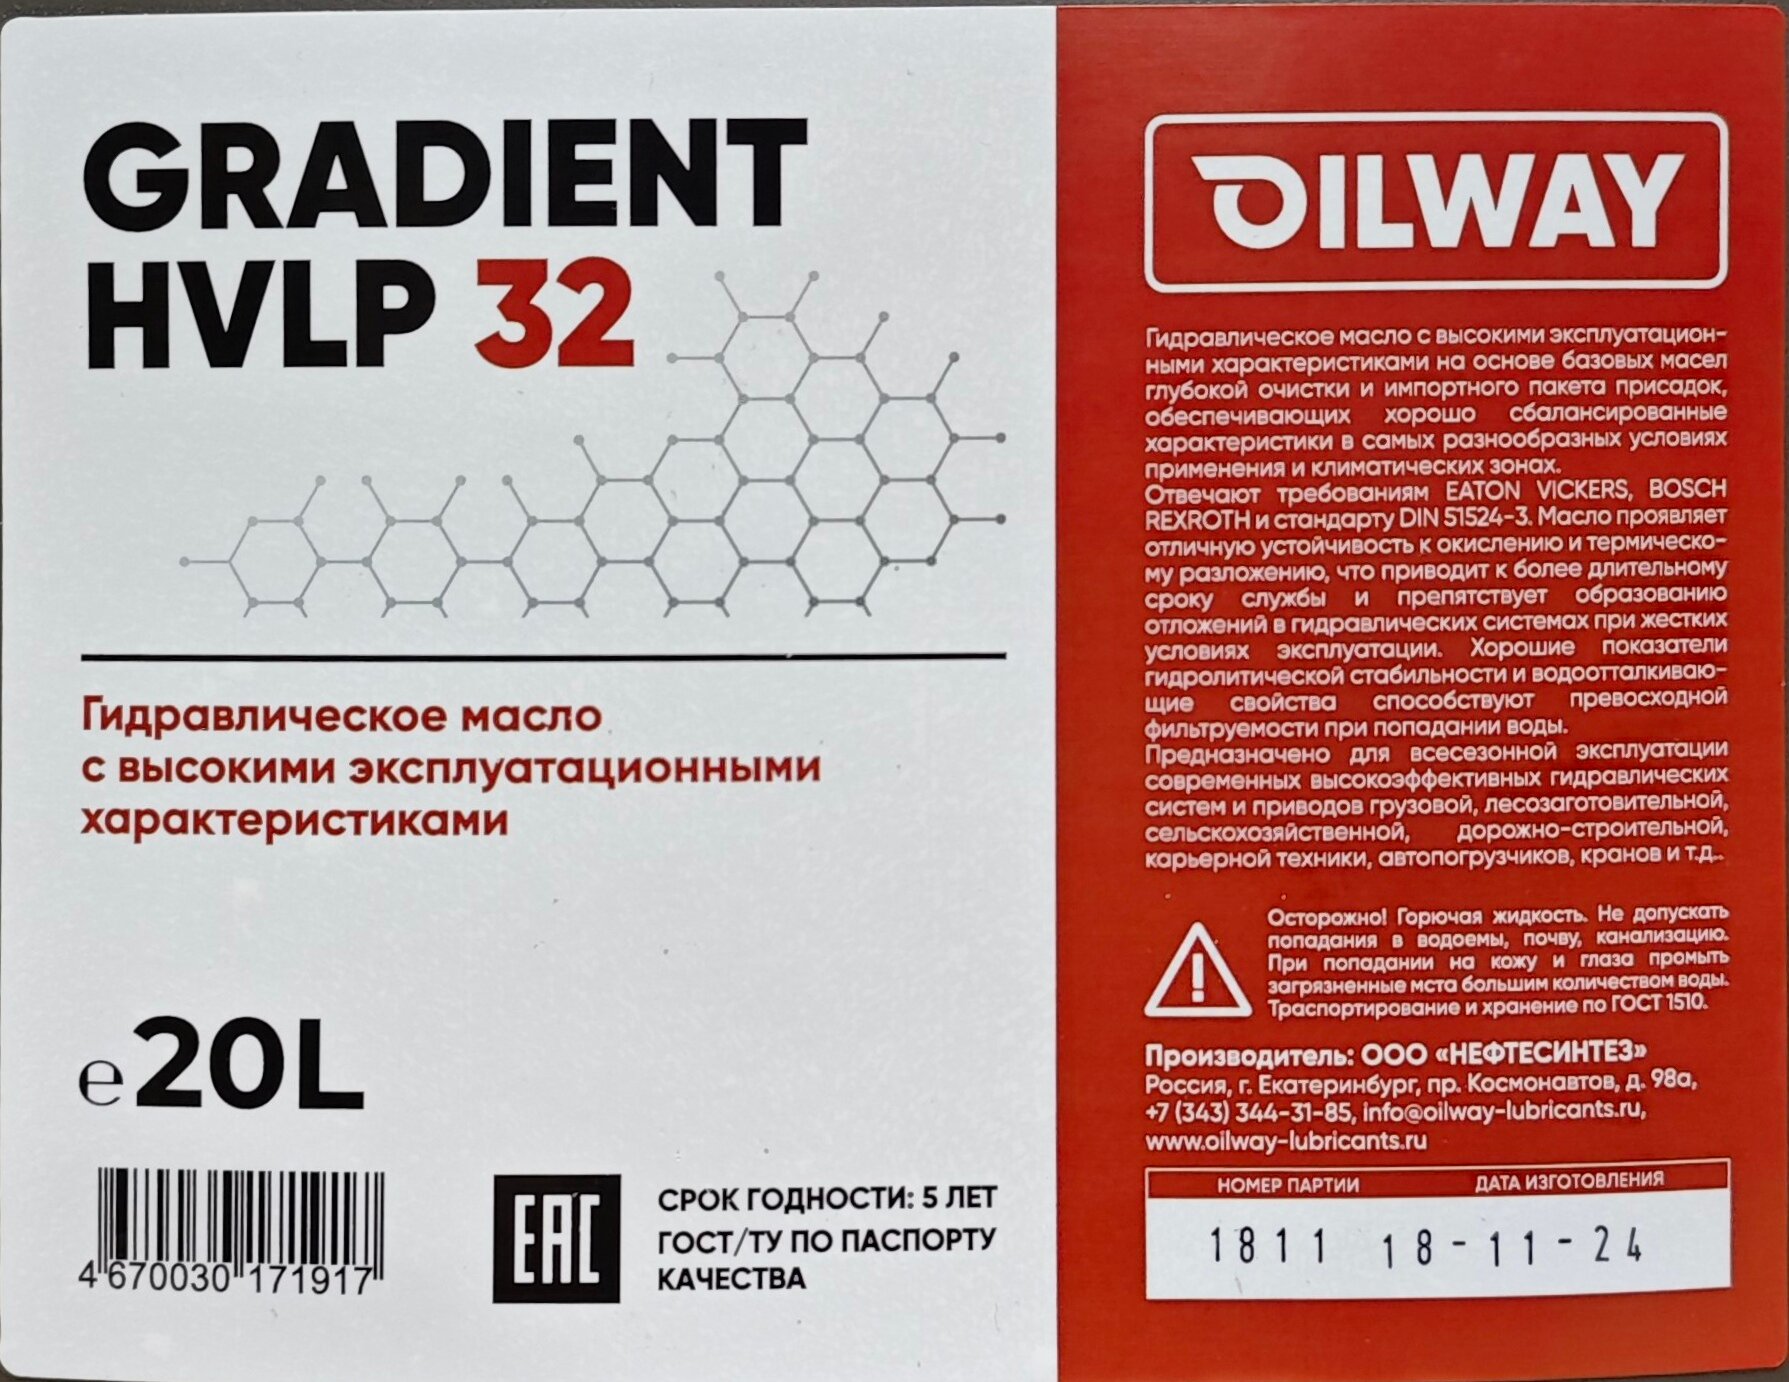 GRADIENT
HVLP 32
Гидравлическое масло
с высокими эксплуатационными
характеристиками
e20L
4 670030 171917
EAC
СРОК ГОДНОСТИ: 5 ЛЕТ
ГОСТ/ТУ ПО ПАСПОРТУ
КАЧЕСТВА
OILWAY
Гидравлическое масло с высокими эксплуатацион-
ными характеристиками на основе базовых масел
глубокой очистки и импортного пакета присадок,
обеспечивающих хорошо сбалансированные
характеристики в самых разнообразных условиях
применения и климатических зонах.
Отвечают требованиям EATON VICKERS, BOSCH
REXROTH и стандарту DIN 51524-3. Масло проявляет
отличную устойчивость к окислению и термическо-
му разложению, что приводит к более длительному
сроку службы и препятствует образованию
отложений в гидравлических системах при жестких
условиях эксплуатации. Хорошие показатели
гидролитической стабильности и водоотталкиваю-
щие свойства способствуют превосходной
фильтруемости при попадании воды.
Предназначено для всесезонной эксплуатации
современных высокоэффективных гидравлических
систем и приводов грузовой, лесозаготовительной,
сельскохозяйственной, дорожно-строительной,
карьерной техники, автопогрузчиков, кранов и т.д..
Осторожно! Горючая жидкость. Не допускать
попадания в водоемы, почву, канализацию.
При попадании на кожу и глаза промыть
загрязненные мста большим количеством воды.
Траспортирование и хранение по ГОСТ 1510.
Производитель: ООО «НЕФТЕСИНТЕЗ»
Россия, г. Екатеринбург, пр. Космонавтов, д. 98а,
+7 (343) 344-31-85, info@oilway-lubricants.ru,
www.oilway-lubricants.ru
НОМЕР ПАРТИИ ДАТА ИЗГОТОВЛЕНИЯ
1811 18-11-24